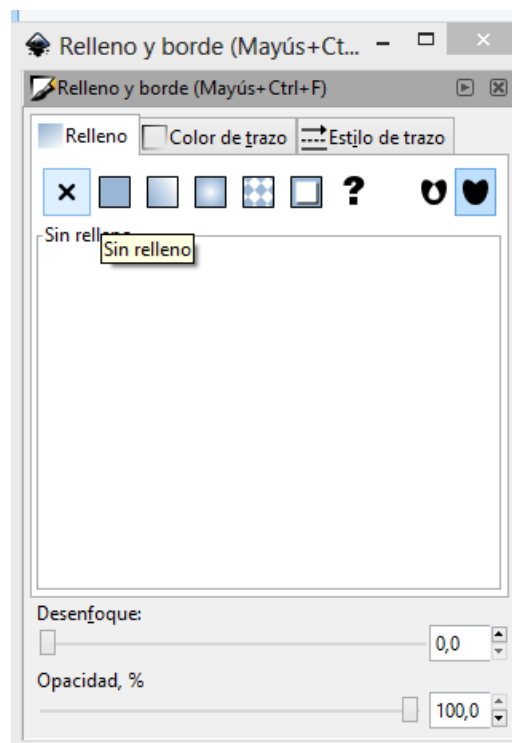 Relleno y borde (Mayús+Ct...
Relleno y borde (Mayús+Ctrl+F)
Relleno Color de trazo Estilo de trazo
?
Sin relleno
Sin relleno
Desenfoque:
0,0
Opacidad, %
100,0